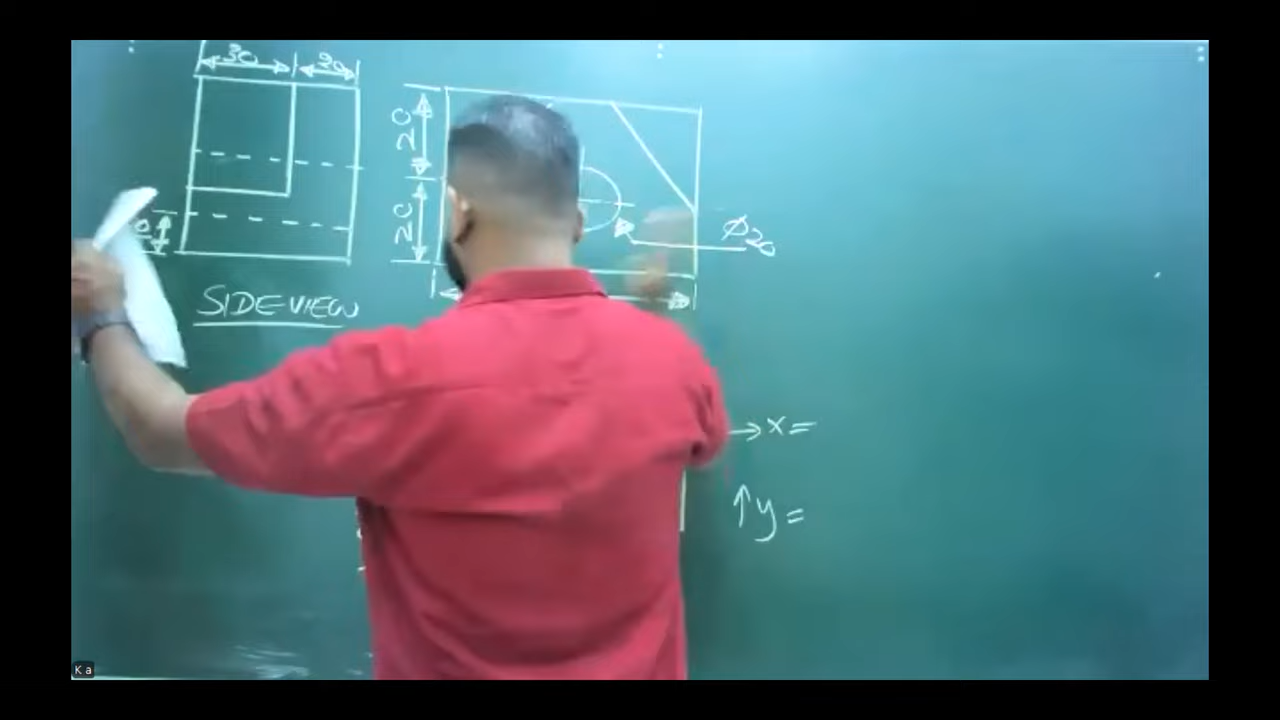 30 20
20
20
Ø20
SIDE VIEW
→ x =
↑ y =
K a